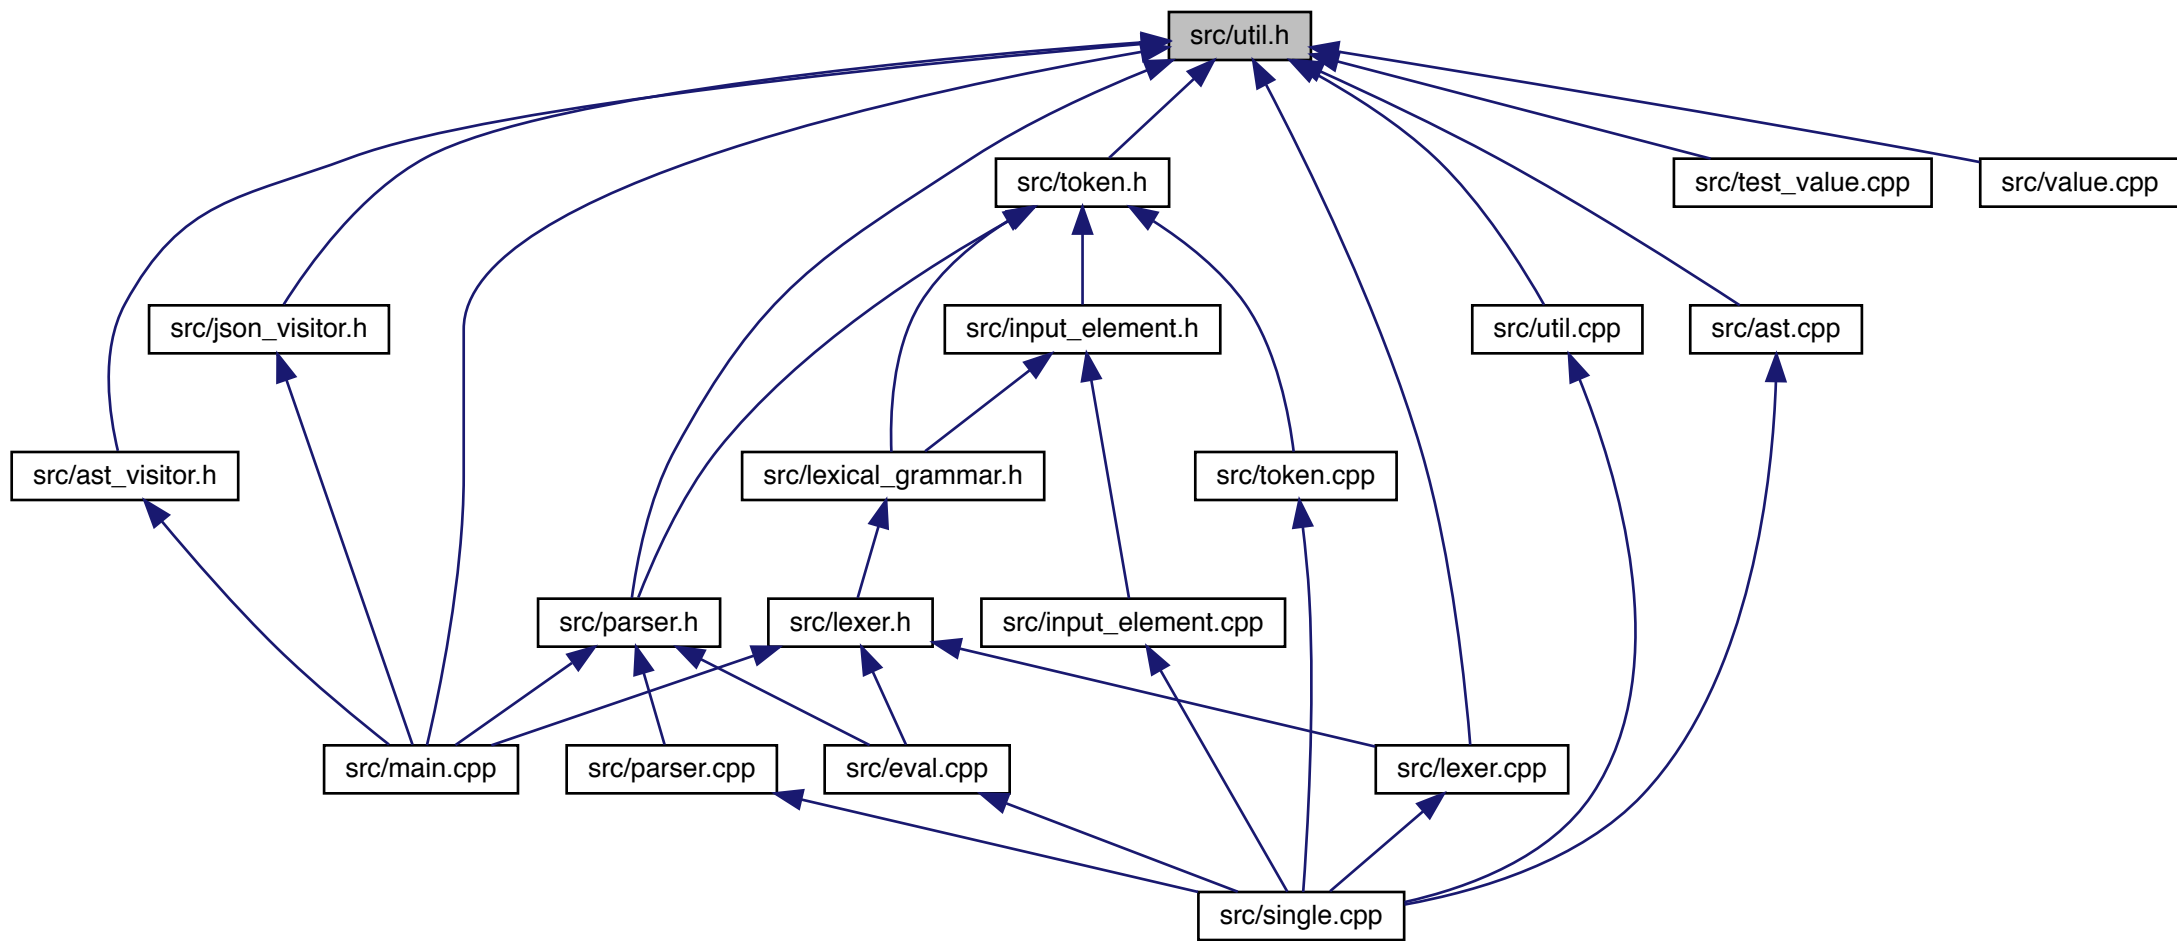 src/util.h
src/token.h
src/test_value.cpp
src/value.cpp
src/json_visitor.h
src/input_element.h
src/util.cpp
src/ast.cpp
src/ast_visitor.h
src/lexical_grammar.h
src/token.cpp
src/parser.h
src/lexer.h
src/input_element.cpp
src/main.cpp
src/parser.cpp
src/eval.cpp
src/lexer.cpp
src/single.cpp